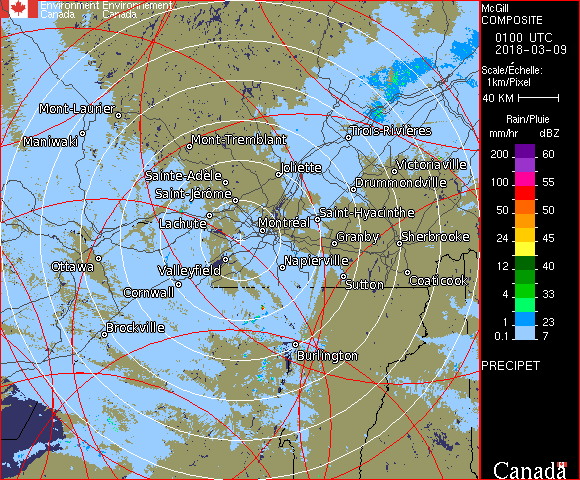 Environment Environnement
Canada Canada
McGill
COMPOSITE
0100 UTC
2018-03-09
Scale/Échelle:
1km/Pixel
40 KM
Rain/Pluie
mm/hr dBZ
200 60
100 55
50 50
24 45
12 40
4 33
1 23
0.1 7
PRECIPET
Canada
Mont-Laurier
Maniwaki
Mont-Tremblant
Trois-Rivières
Sainte-Adèle
Joliette
Victoriaville
Saint-Jérôme
Drummondville
Lachute
Montréal
Saint-Hyacinthe
Granby
Sherbrooke
Ottawa
Valleyfield
Napierville
Cornwall
Sutton
Coaticook
Brockville
Burlington